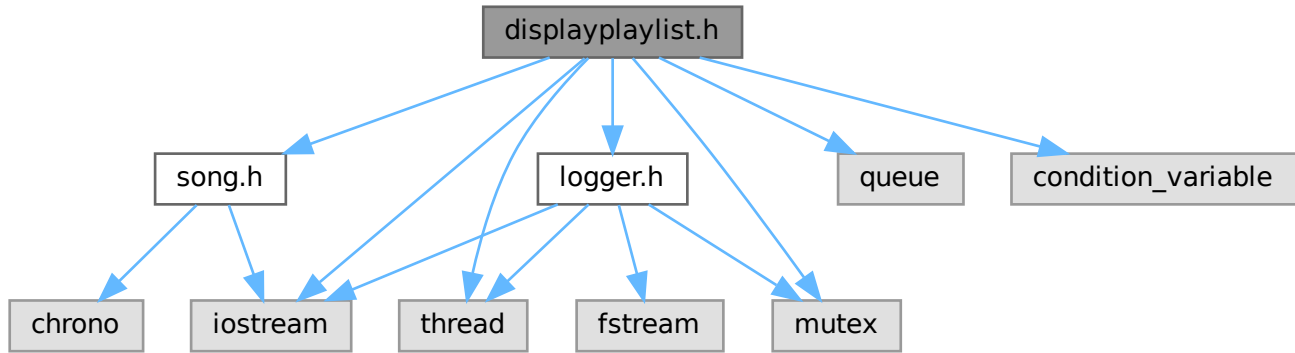 displayplaylist.h
song.h
logger.h
queue
condition_variable
chrono
iostream
thread
fstream
mutex